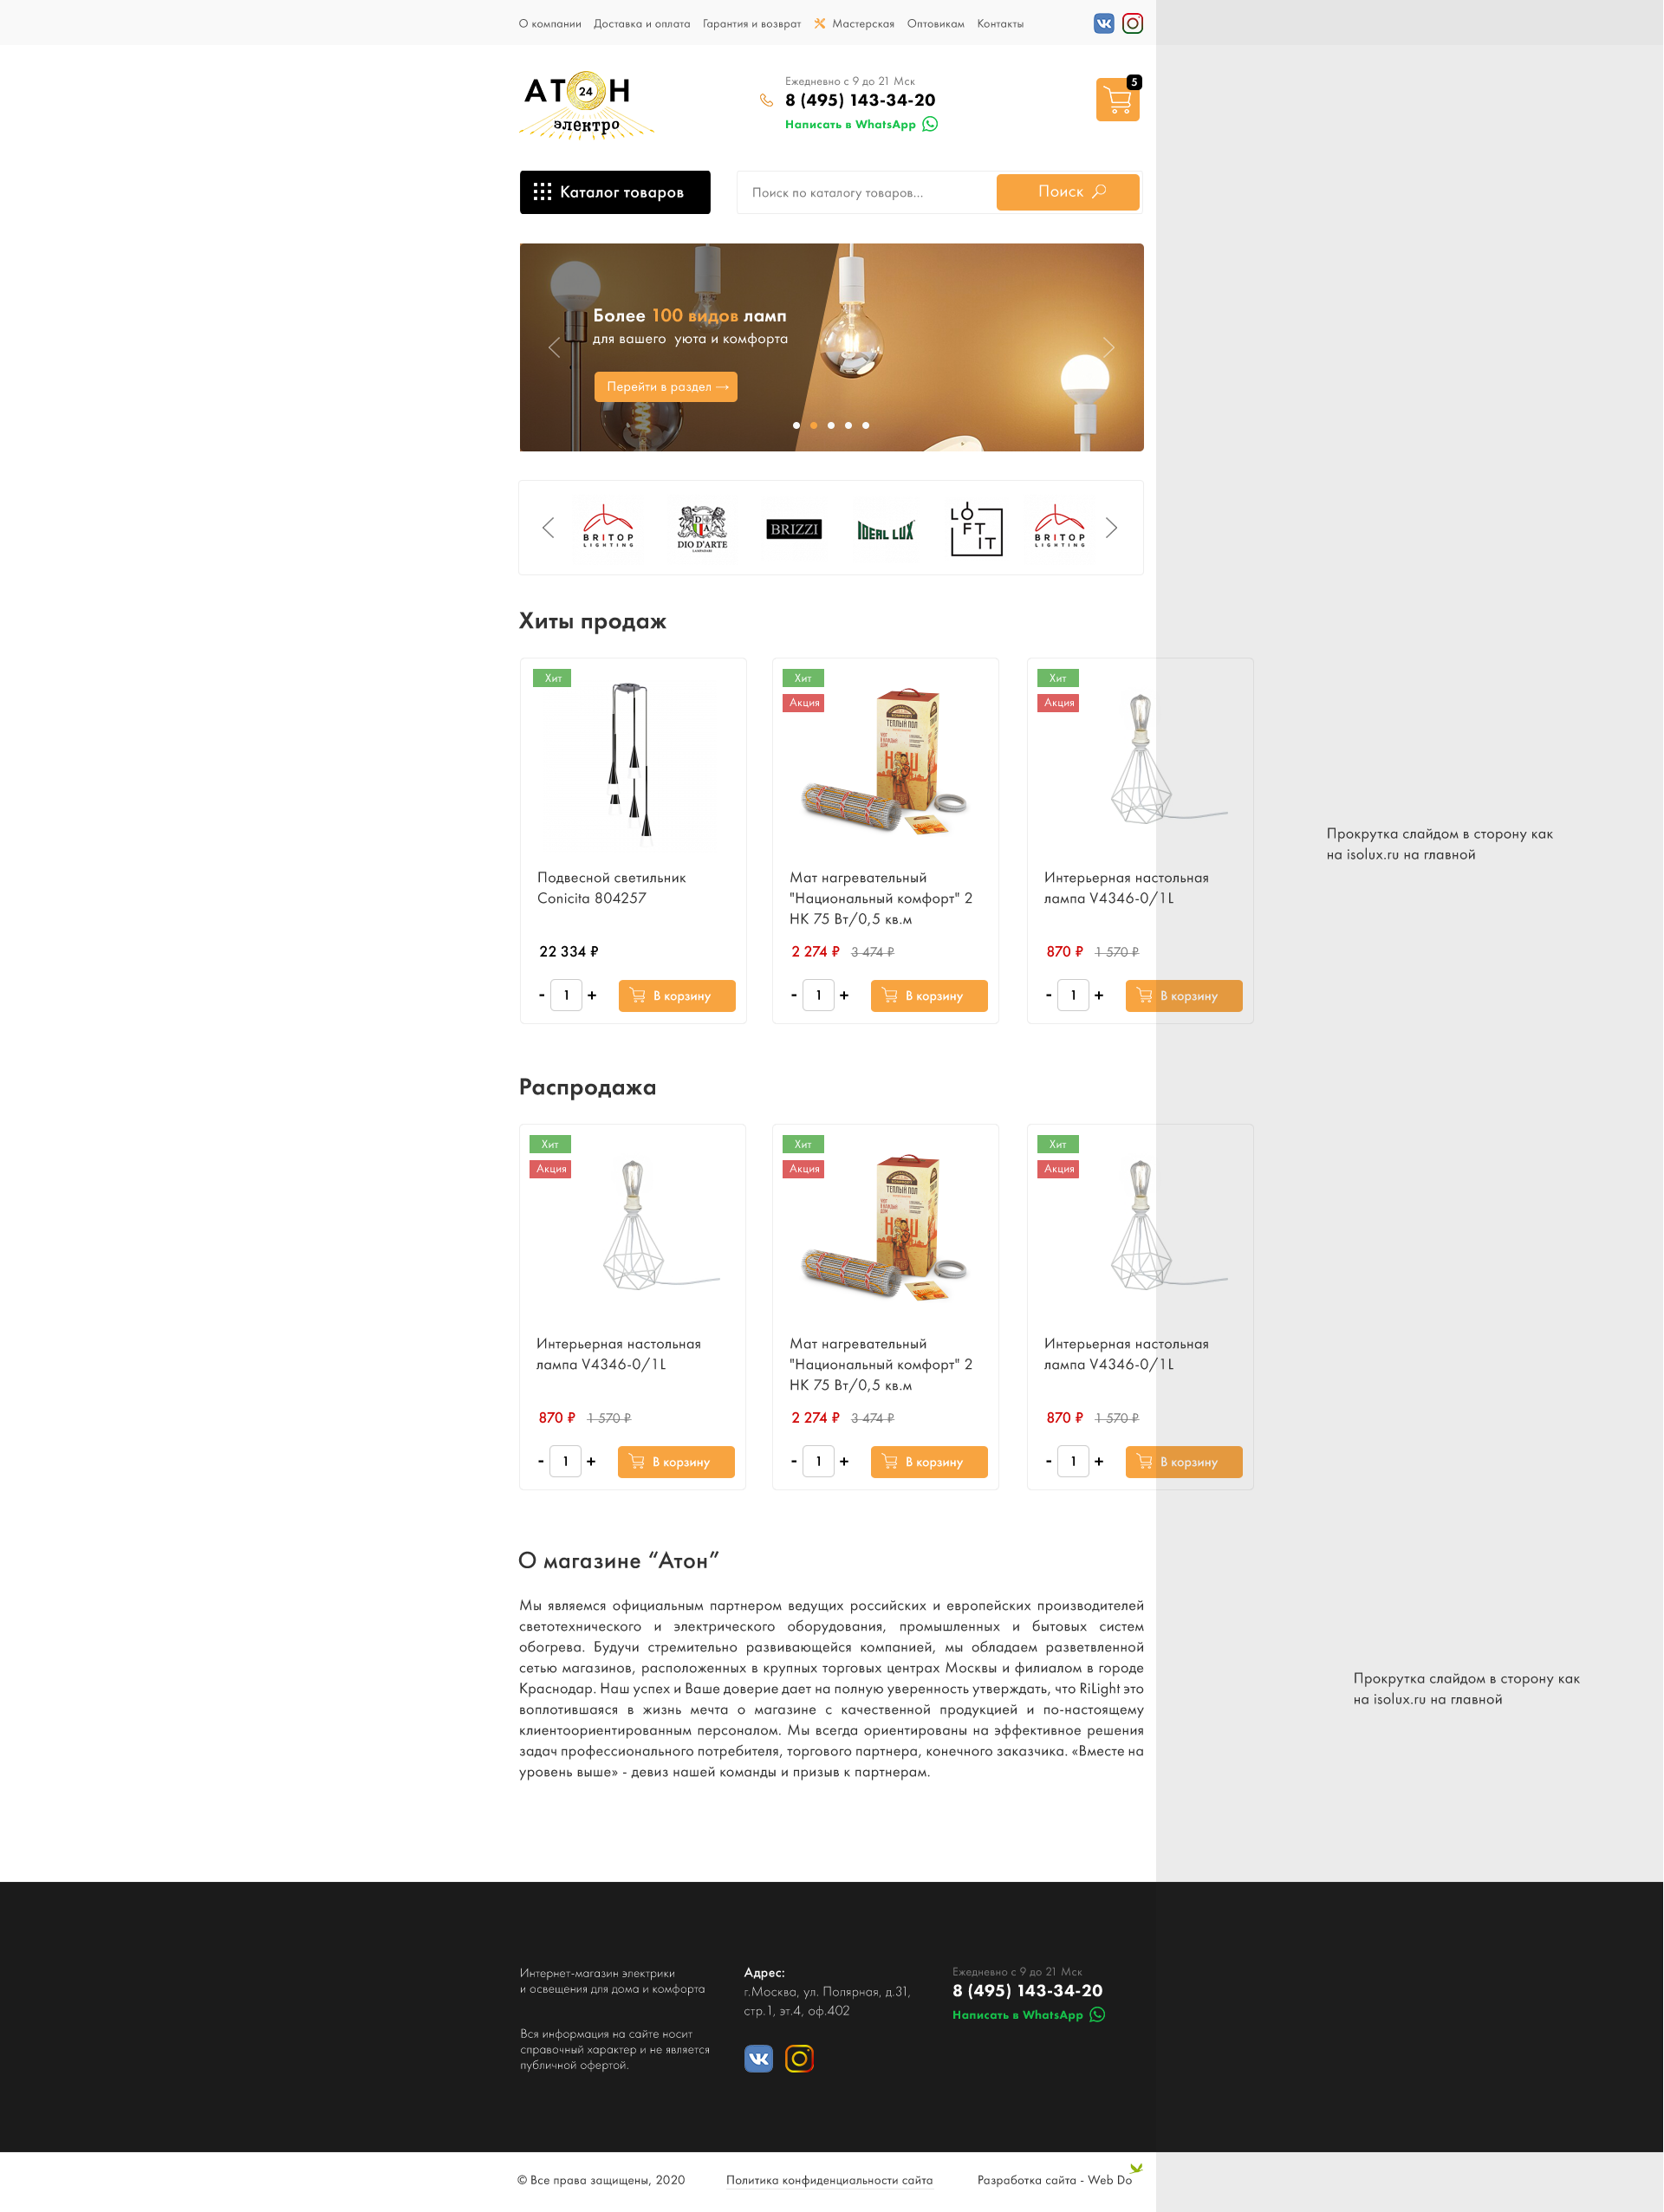 О компании Доставка и оплата Гарантия и возврат Мастерская Оптовикам Контакты
АТОН
24
электро
Ежедневно с 9 до 21 Мск
8 (495) 143-34-20
Написать в WhatsApp
5
Каталог товаров
Поиск по каталогу товаров...
Поиск
Более 100 видов ламп
для вашего уюта и комфорта
Перейти в раздел →
BRITOP
LIGHTING
D A
DIO D'ARTE
LAMPADARI
BRIZZI
IDEAL LUX
LOFT IT
BRITOP
LIGHTING
Хиты продаж
Хит
Подвесной светильник
Conicita 804257
22 334 ₽
- 1 + В корзину
Хит
Акция
ТЕПЛЫЙ ПОЛ
НАШ
Мат нагревательный
"Национальный комфорт" 2
НК 75 Вт/0,5 кв.м
2 274 ₽ 3 474 ₽
- 1 + В корзину
Хит
Акция
Интерьерная настольная
лампа V4346-0/1L
870 ₽ 1 570 ₽
- 1 + В корзину
Прокрутка слайдом в сторону как
на isolux.ru на главной
Распродажа
Хит
Акция
Интерьерная настольная
лампа V4346-0/1L
870 ₽ 1 570 ₽
- 1 + В корзину
Хит
Акция
ТЕПЛЫЙ ПОЛ
НАШ
Мат нагревательный
"Национальный комфорт" 2
НК 75 Вт/0,5 кв.м
2 274 ₽ 3 474 ₽
- 1 + В корзину
Хит
Акция
Интерьерная настольная
лампа V4346-0/1L
870 ₽ 1 570 ₽
- 1 + В корзину
О магазине “Атон”
Мы являемся официальным партнером ведущих российских и европейских производителей
светотехнического и электрического оборудования, промышленных и бытовых систем
обогрева. Будучи стремительно развивающейся компанией, мы обладаем разветвленной
сетью магазинов, расположенных в крупных торговых центрах Москвы и филиалом в городе
Краснодар. Наш успех и Ваше доверие дает на полную уверенность утверждать, что RiLight это
воплотившаяся в жизнь мечта о магазине с качественной продукцией и по-настоящему
клиентоориентированным персоналом. Мы всегда ориентированы на эффективное решения
задач профессионального потребителя, торгового партнера, конечного заказчика. «Вместе на
уровень выше» - девиз нашей команды и призыв к партнерам.
Прокрутка слайдом в сторону как
на isolux.ru на главной
Интернет-магазин электрики
и освещения для дома и комфорта
Вся информация на сайте носит
справочный характер и не является
публичной офертой.
Адрес:
г.Москва, ул. Полярная, д.31,
стр.1, эт.4, оф.402
Ежедневно с 9 до 21 Мск
8 (495) 143-34-20
Написать в WhatsApp
© Все права защищены, 2020 Политика конфиденциальности сайта Разработка сайта - Web Do